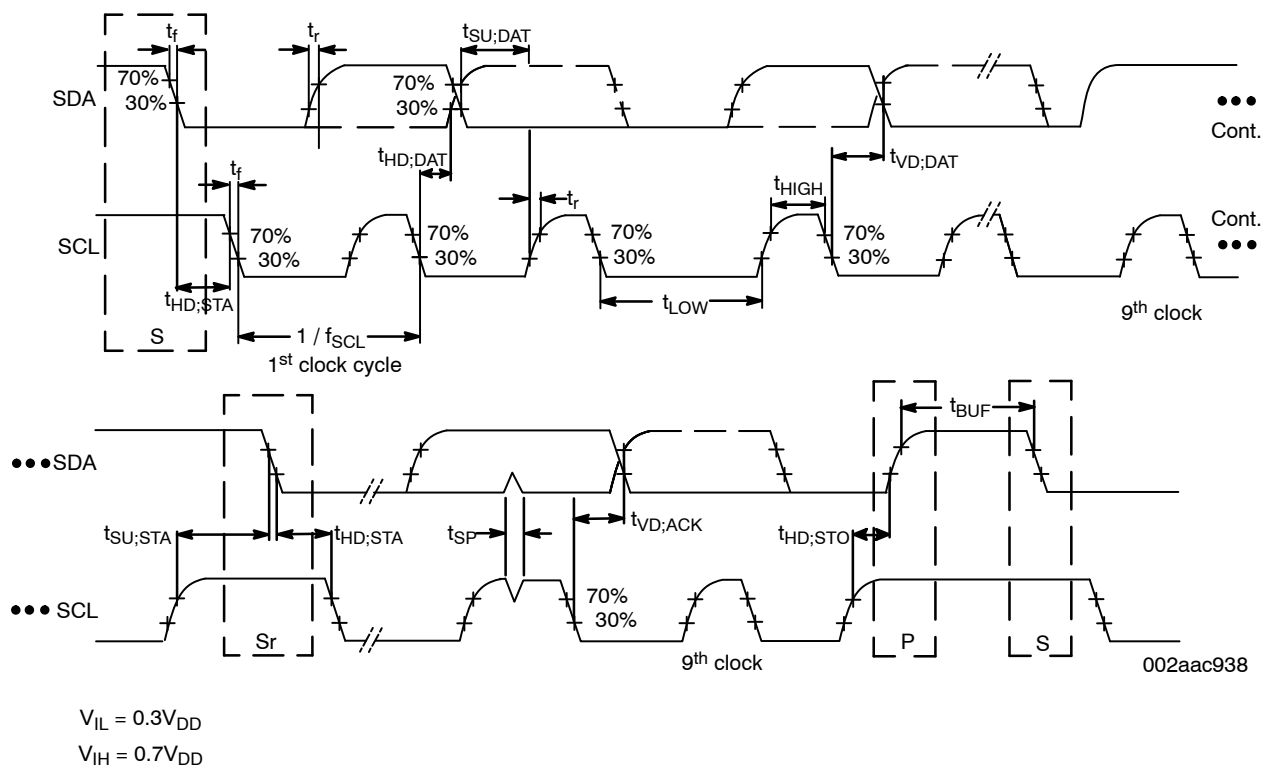 tf tr tSU;DAT
70%
30% 30%
SDA
Cont.
tHD;DAT tVD;DAT
tf tr tHIGH
70% 70% 70% 70%
30% 30% 30% 30%
SCL
Cont.
tHD;STA tLOW
9th clock
S 1 / fSCL
1st clock cycle
tBUF
SDA
tSU;STA tHD;STA tSP tVD;ACK tHD;STO
70%
30%
SCL
Sr 9th clock P S
002aac938
VIL = 0.3VDD
VIH = 0.7VDD